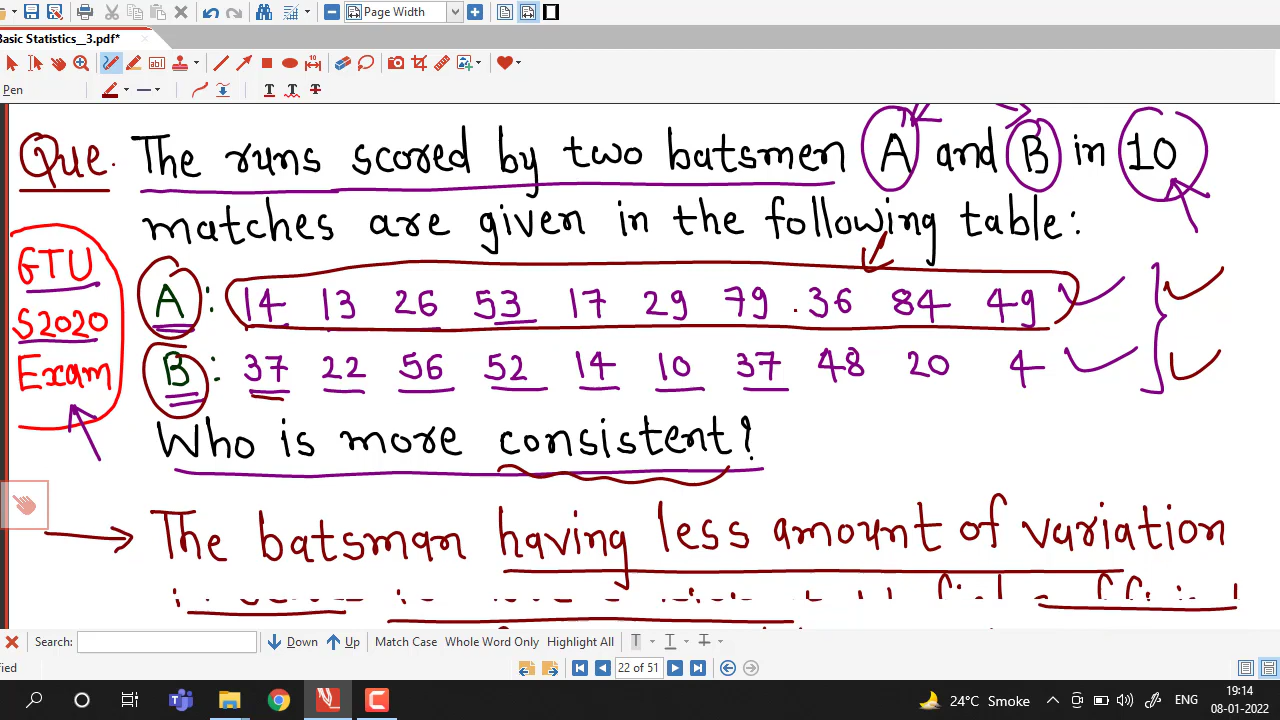 Page Width
Basic Statistics_3.pdf*
Pen
Que. The runs scored by two batsmen A and B in 10
matches are given in the following table:
GTU
S2020
Exam
A: 14 13 26 53 17 29 79 .36 84 49
B: 37 22 56 52 14 10 37 48 20 4
Who is more consistent?
The batsman having less amount of variation
Search: Down Up Match Case Whole Word Only Highlight All T T T
22 of 51
24°C Smoke ENG 19:14
08-01-2022